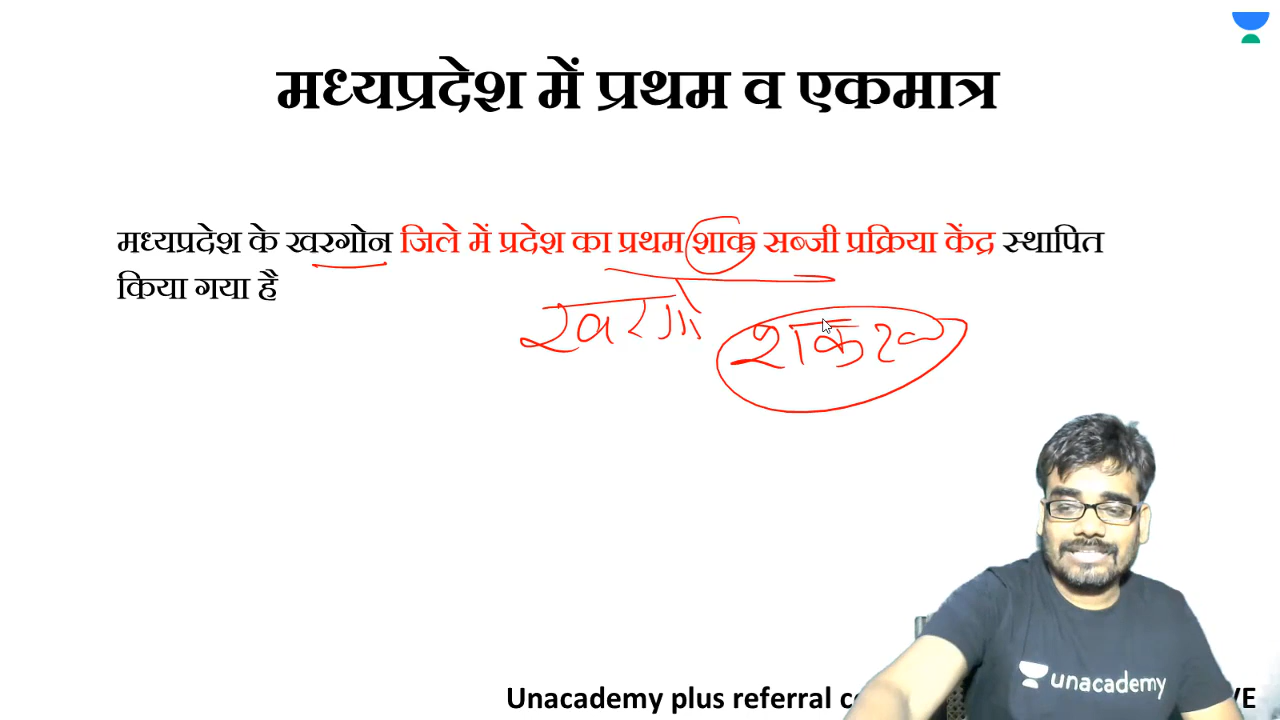 मध्यप्रदेश में प्रथम व एकमात्र
मध्यप्रदेश के खरगोन जिले में प्रदेश का प्रथम शाक सब्जी प्रक्रिया केंद्र स्थापित
किया गया है
खरगो
unacademy
Unacademy plus referral